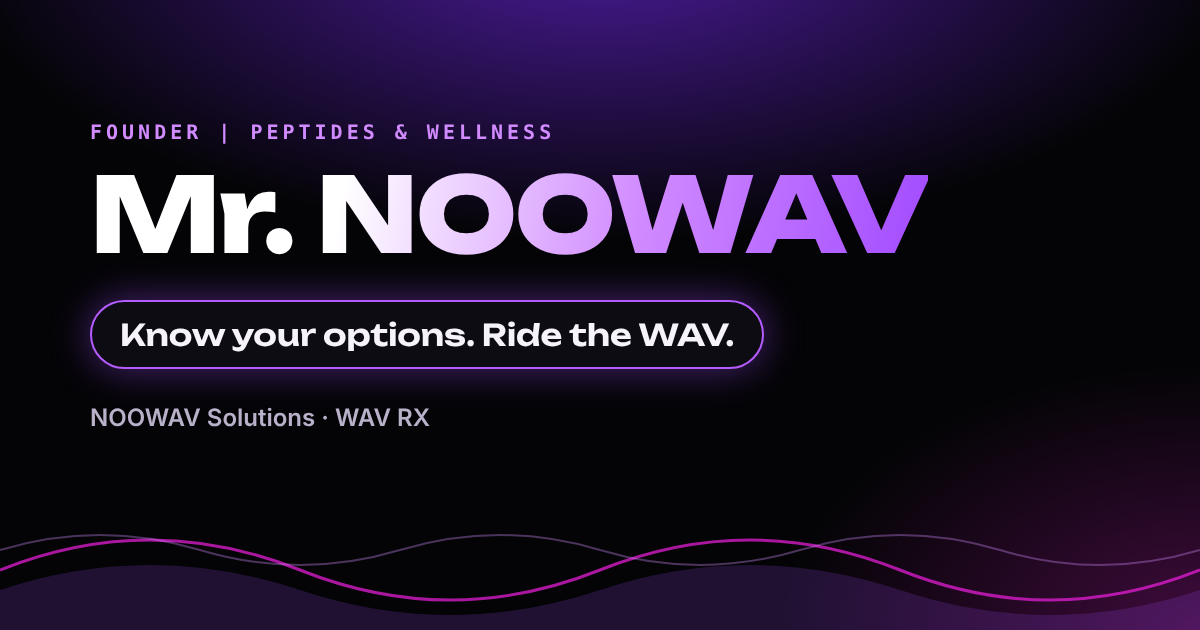 FOUNDER | PEPTIDES & WELLNESS
Mr. NOOWAV
Know your options. Ride the WAV.
NOOWAV Solutions · WAV RX